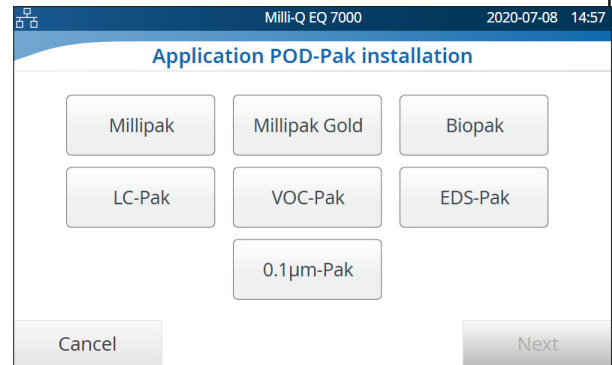 Milli-Q EQ 7000 2020-07-08 14:57
Application POD-Pak installation
Millipak Millipak Gold Biopak
LC-Pak VOC-Pak EDS-Pak
0.1µm-Pak
Cancel Next